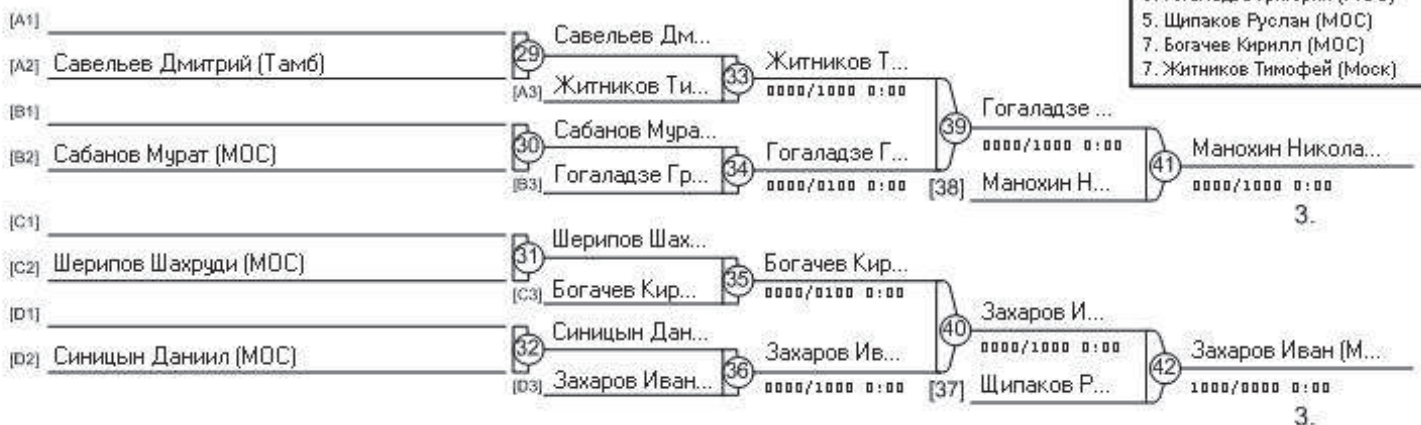 5. Щипаков Руслан (МОС)
7. Богачев Кирилл (МОС)
7. Житников Тимофей (Моск)
[A1]
[A2] Савельев Дмитрий (Тамб)
29
Савельев Дм...
[A3] Житников Ти...
33
Житников Т...
0000/1000 0:00
[B1]
[B2] Сабанов Мурат (МОС)
30
Сабанов Мура...
[B3] Гогаладзе Гр...
34
Гогаладзе Г...
0000/0100 0:00
39
Гогаладзе ...
0000/1000 0:00
[38] Манохин Н...
41
Манохин Никола...
0000/1000 0:00
3.
[C1]
[C2] Шерипов Шахруди (МОС)
31
Шерипов Шах...
[C3] Богачев Кир...
35
Богачев Кир...
0000/0100 0:00
[D1]
[D2] Синицын Даниил (МОС)
32
Синицын Дан...
[D3] Захаров Иван...
36
Захаров Ив...
0000/1000 0:00
40
Захаров И...
0000/1000 0:00
[37] Щипаков Р...
42
Захаров Иван (М...
1000/0000 0:00
3.